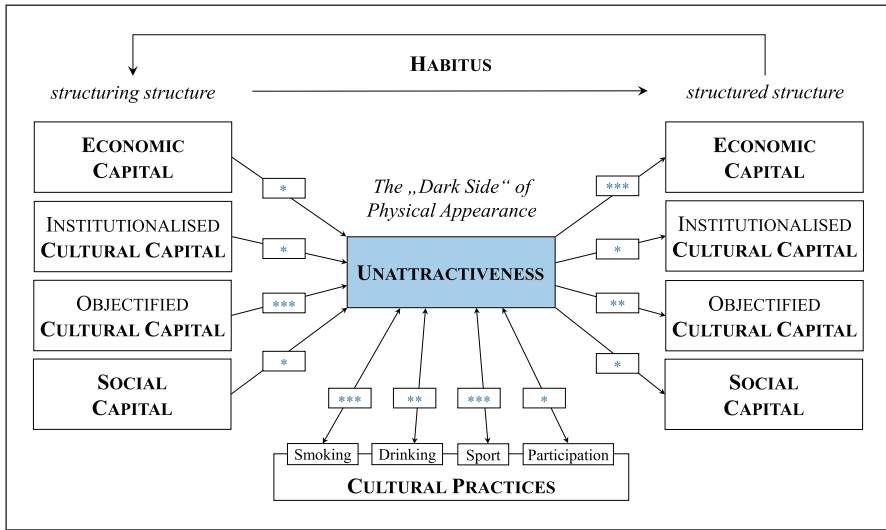 HABITUS
structuring structure
structured structure
ECONOMIC
CAPITAL
*
INSTITUTIONALISED
CULTURAL CAPITAL
*
OBJECTIFIED
CULTURAL CAPITAL
***
SOCIAL
CAPITAL
*
The „Dark Side“ of
Physical Appearance
UNATTRACTIVENESS
***
ECONOMIC
CAPITAL
*
INSTITUTIONALISED
CULTURAL CAPITAL
**
OBJECTIFIED
CULTURAL CAPITAL
*
SOCIAL
CAPITAL
*** ** *** *
Smoking Drinking Sport Participation
CULTURAL PRACTICES